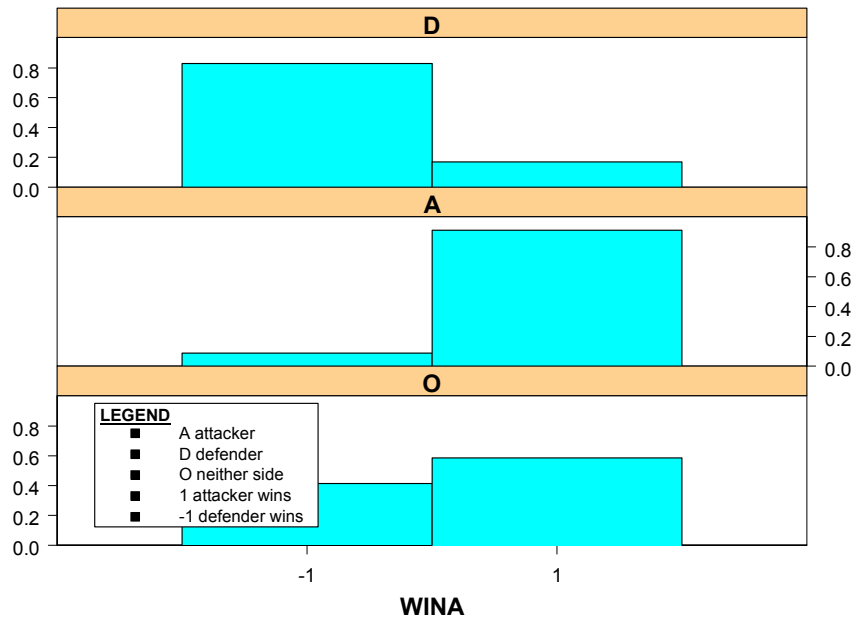 D
0.8
0.6
0.4
0.2
0.0
A
0.8
0.6
0.4
0.2
0.0
O
0.8
0.6
0.4
0.2
0.0
LEGEND
A attacker
D defender
O neither side
1 attacker wins
-1 defender wins
-1 1
WINA